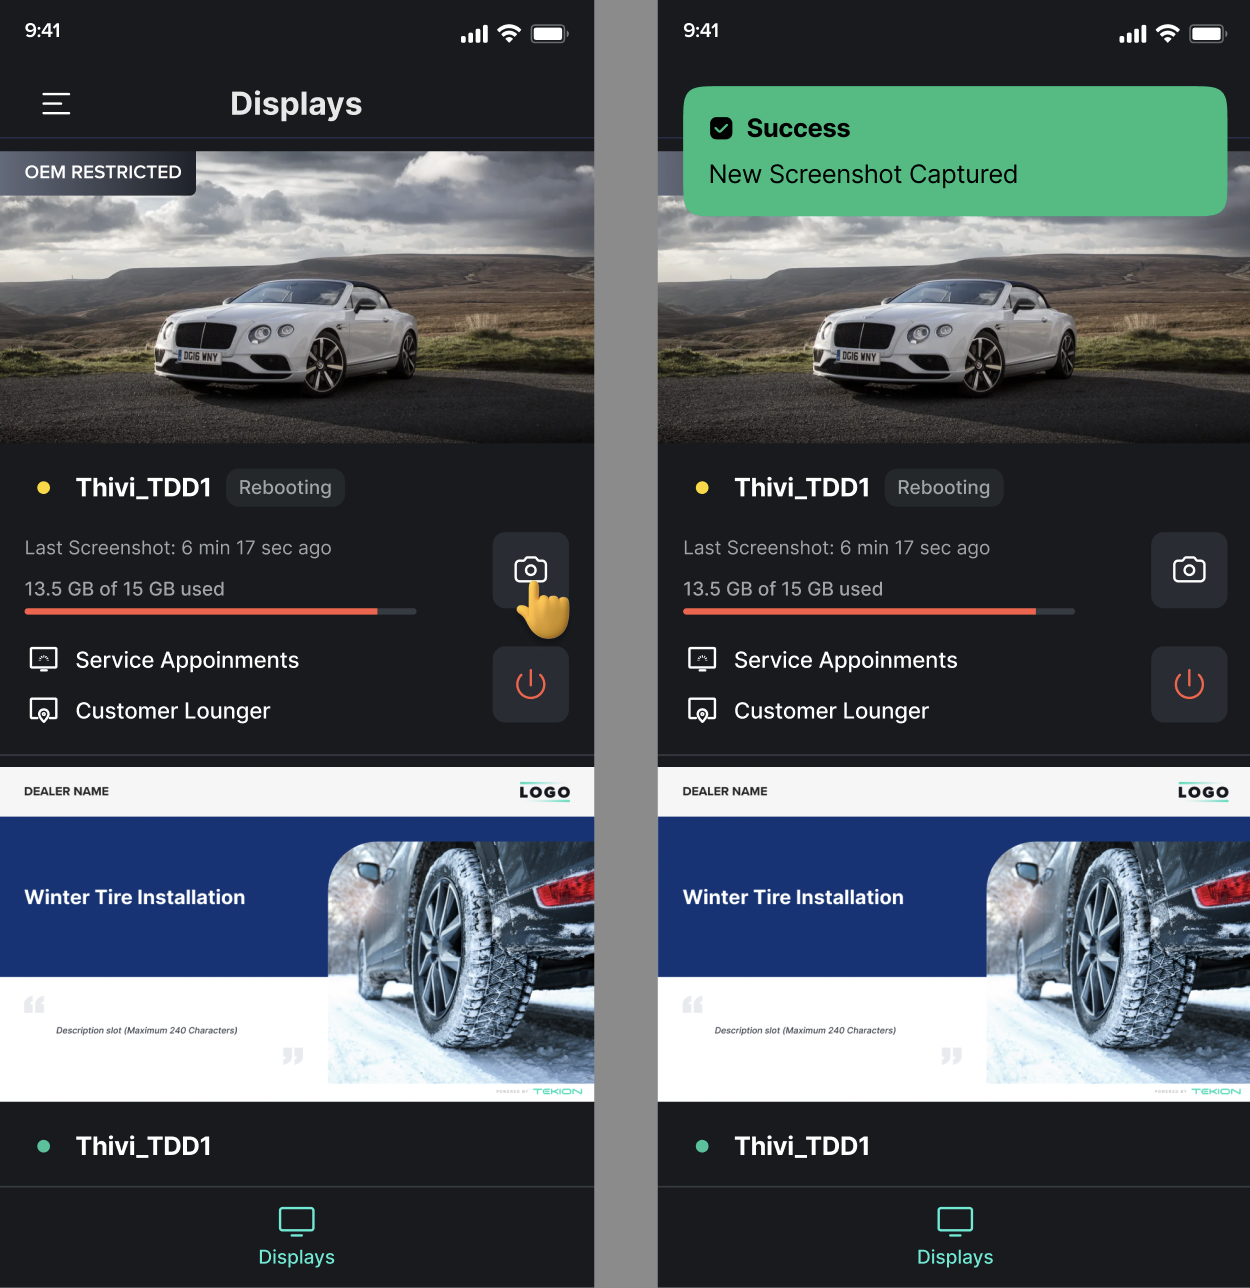 9:41
Displays
OEM RESTRICTED
DG16 WNY
Thivi_TDD1 Rebooting
Last Screenshot: 6 min 17 sec ago
13.5 GB of 15 GB used
Service Appoinments
Customer Lounger
DEALER NAME LOGO
Winter Tire Installation
“
Description slot (Maximum 240 Characters)
”
POWERED BY TEKION
Thivi_TDD1
Displays
9:41
Success
New Screenshot Captured
DG16 WNY
Thivi_TDD1 Rebooting
Last Screenshot: 6 min 17 sec ago
13.5 GB of 15 GB used
Service Appoinments
Customer Lounger
DEALER NAME LOGO
Winter Tire Installation
“
Description slot (Maximum 240 Characters)
”
POWERED BY TEKION
Thivi_TDD1
Displays